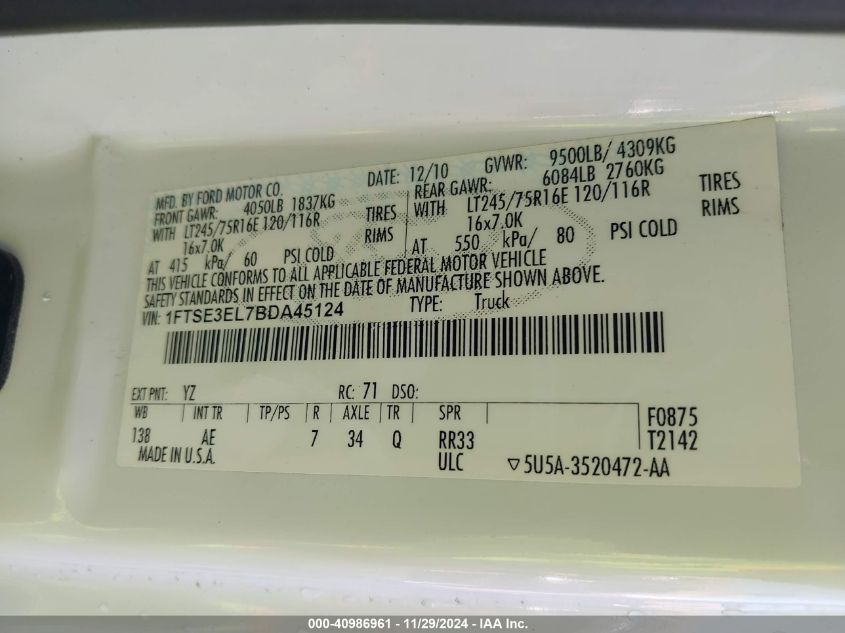 MFD. BY FORD MOTOR CO. DATE: 12/10 GVWR: 9500LB/ 4309KG
FRONT GAWR: 4050LB 1837KG REAR GAWR: 6084LB 2760KG
WITH LT245/75R16E 120/116R TIRES WITH LT245/75R16E 120/116R TIRES
16x7.0K RIMS 16x7.0K RIMS
AT 415 kPa/ 60 PSI COLD AT 550 kPa/ 80 PSI COLD
THIS VEHICLE CONFORMS TO ALL APPLICABLE FEDERAL MOTOR VEHICLE
SAFETY STANDARDS IN EFFECT ON THE DATE OF MANUFACTURE SHOWN ABOVE.
VIN: 1FTSE3EL7BDA45124 TYPE: Truck
EXT PNT: YZ RC: 71 DSO:
WB INT TR TP/PS R AXLE TR SPR F0875
138 AE 7 34 Q RR33 T2142
MADE IN U.S.A. ULC ▽5U5A-3520472-AA
000-40986961 - 11/29/2024 - IAA Inc.